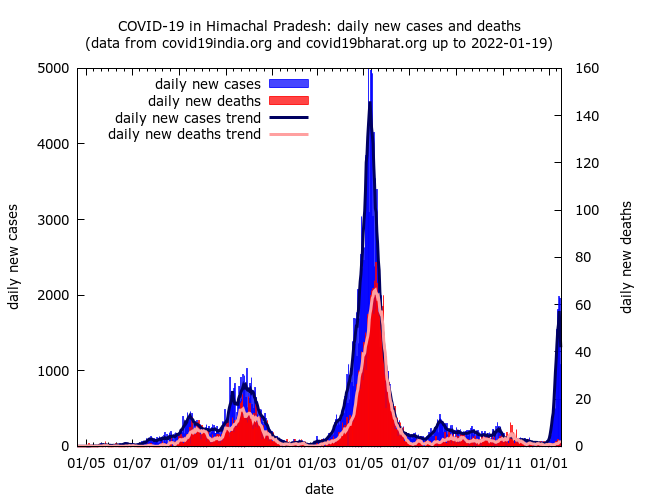 COVID-19 in Himachal Pradesh: daily new cases and deaths
(data from covid19india.org and covid19bharat.org up to 2022-01-19)
daily new cases
daily new deaths
daily new cases trend
daily new deaths trend
5000
4000
3000
2000
1000
0
160
140
120
100
80
60
40
20
0
daily new cases
daily new deaths
01/05 01/07 01/09 01/11 01/01 01/03 01/05 01/07 01/09 01/11 01/01
date